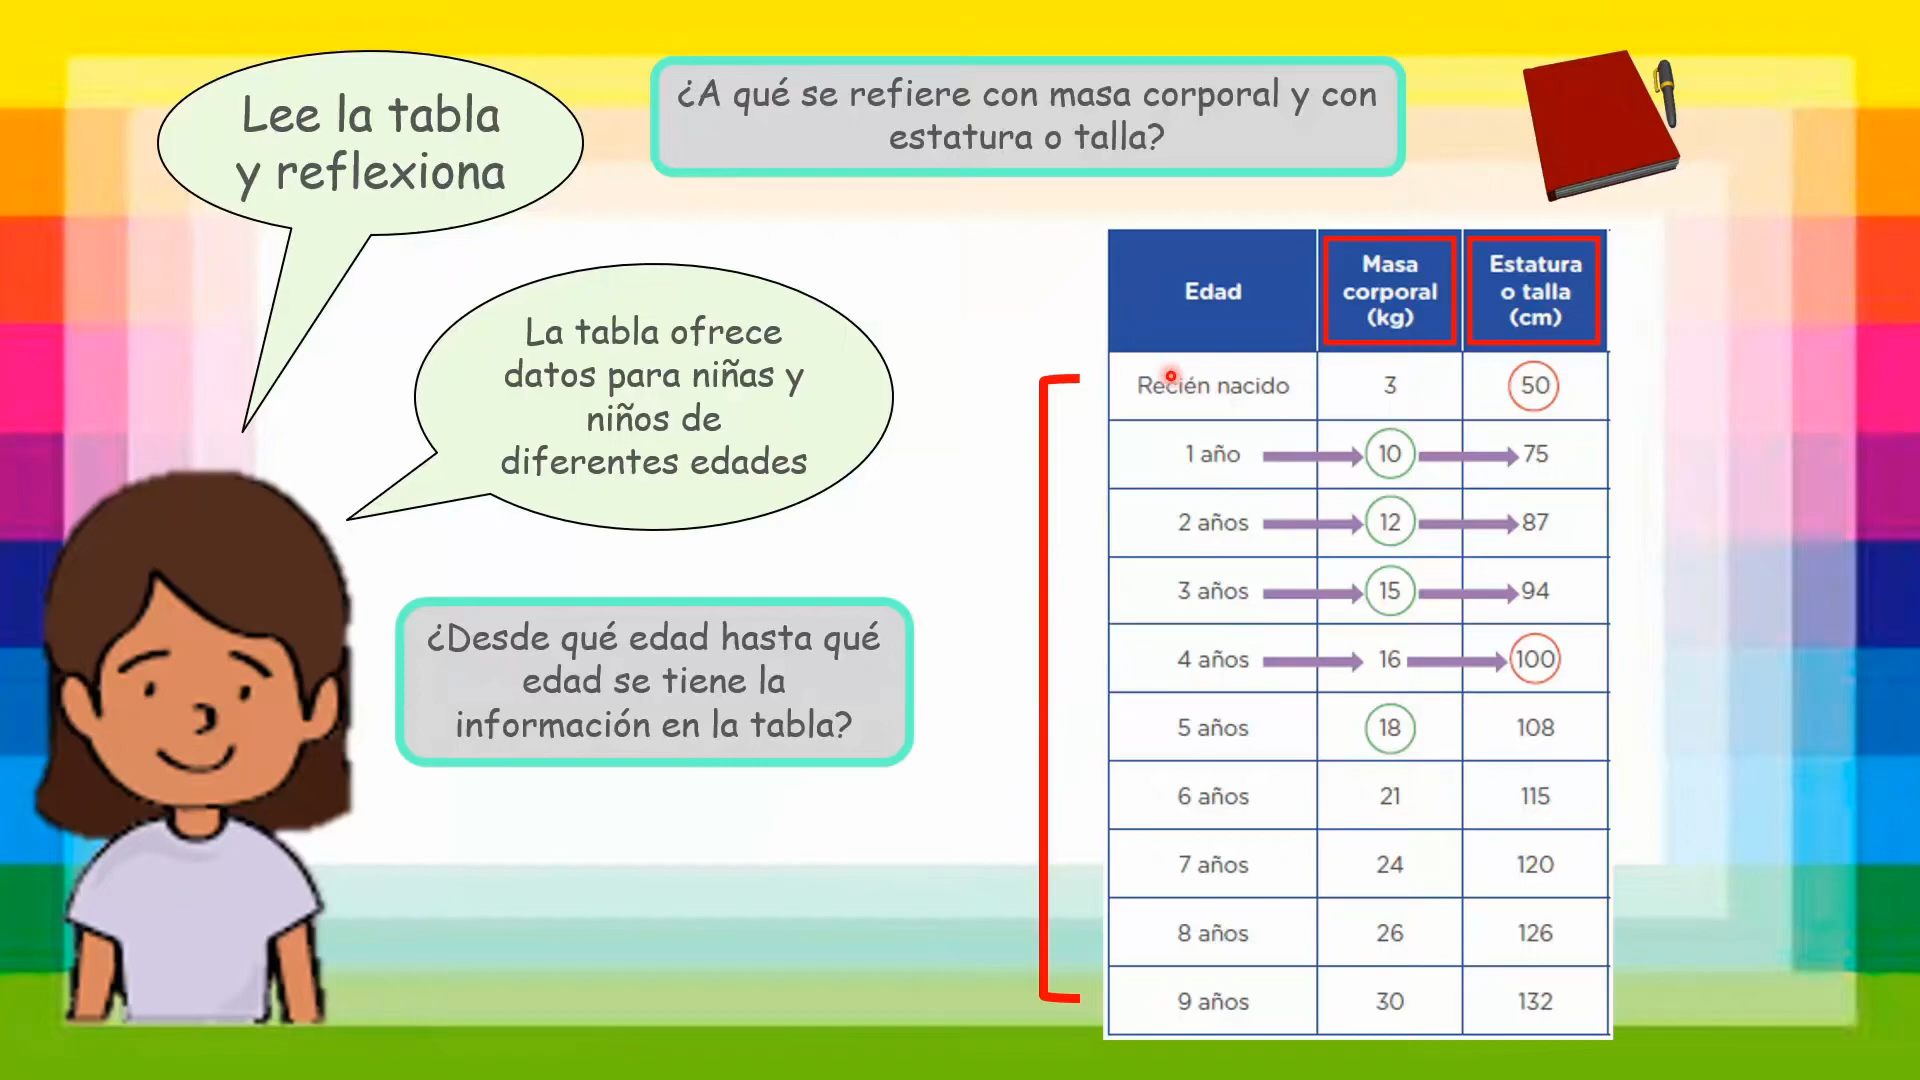 Lee la tabla
y reflexiona
¿A qué se refiere con masa corporal y con
estatura o talla?
La tabla ofrece
datos para niñas y
niños de
diferentes edades
¿Desde qué edad hasta qué
edad se tiene la
información en la tabla?
Edad Masa corporal (kg) Estatura o talla (cm)
Recién nacido 3 50
1 año 10 75
2 años 12 87
3 años 15 94
4 años 16 100
5 años 18 108
6 años 21 115
7 años 24 120
8 años 26 126
9 años 30 132